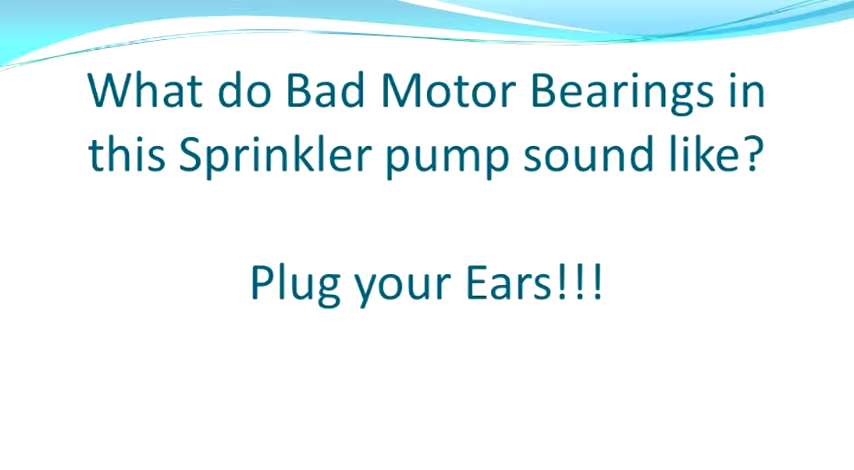 What do Bad Motor Bearings in
this Sprinkler pump sound like?
Plug your Ears!!!